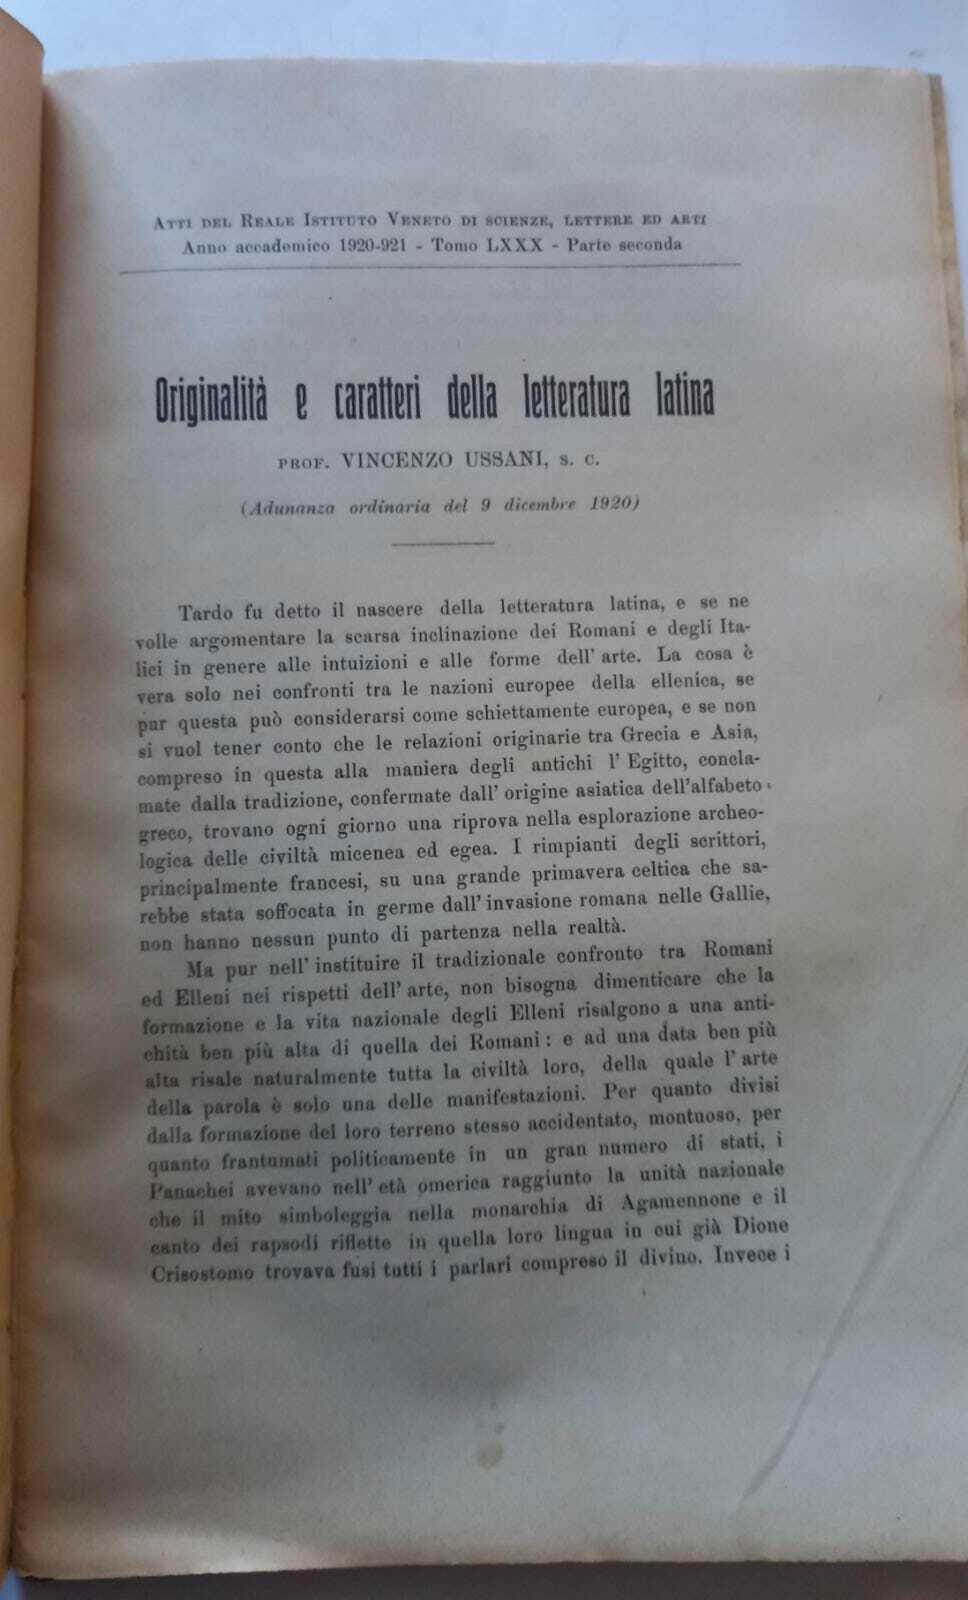 Atti del Reale Istituto Veneto di scienze, lettere ed arti
Anno accademico 1920-921 - Tomo LXXX - Parte seconda
Originalità e caratteri della letteratura latina
prof. VINCENZO USSANI, s. c.
(Adunanza ordinaria del 9 dicembre 1920)
Tardo fu detto il nascere della letteratura latina, e se ne
volle argomentare la scarsa inclinazione dei Romani e degli Ita-
lici in genere alle intuizioni e alle forme dell' arte. La cosa è
vera solo nei confronti tra le nazioni europee della ellenica, se
pur questa può considerarsi come schiettamente europea, e se non
si vuol tener conto che le relazioni originarie tra Grecia e Asia,
compreso in questa alla maniera degli antichi l' Egitto, concla-
mate dalla tradizione, confermate dall' origine asiatica dell'alfabeto
greco, trovano ogni giorno una riprova nella esplorazione archeo-
logica delle civiltà micenea ed egea. I rimpianti degli scrittori,
principalmente francesi, su una grande primavera celtica che sa-
rebbe stata soffocata in germe dall' invasione romana nelle Gallie,
non hanno nessun punto di partenza nella realtà.
Ma pur nell' instituire il tradizionale confronto tra Romani
ed Elleni nei rispetti dell' arte, non bisogna dimenticare che la
formazione e la vita nazionale degli Elleni risalgono a una anti-
chità ben più alta di quella dei Romani : e ad una data ben più
alta risale naturalmente tutta la civiltà loro, della quale l' arte
della parola è solo una delle manifestazioni. Per quanto divisi
dalla formazione del loro terreno stesso accidentato, montuoso, per
quanto frantumati politicamente in un gran numero di stati, i
Panachei avevano nell' età omerica raggiunto la unità nazionale
che il mito simboleggia nella monarchia di Agamennone e il
canto dei rapsodi riflette in quella loro lingua in cui già Dione
Crisostomo trovava fusi tutti i parlari compreso il divino. Invece i